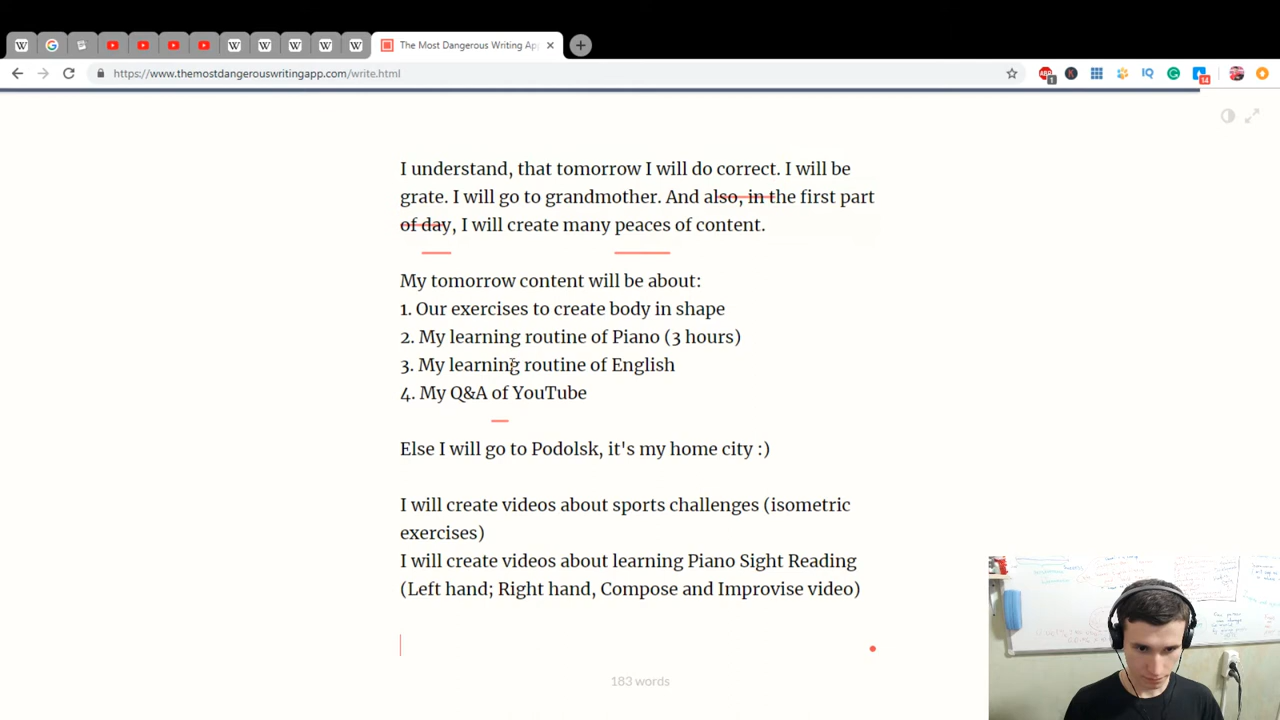 The Most Dangerous Writing Ap
https://www.themostdangerouswritingapp.com/write.html
ABP
1
K
IQ
G
14
I understand, that tomorrow I will do correct. I will be
grate. I will go to grandmother. And also, in the first part
of day, I will create many peaces of content.
My tomorrow content will be about:
1. Our exercises to create body in shape
2. My learning routine of Piano (3 hours)
3. My learning routine of English
4. My Q&A of YouTube
Else I will go to Podolsk, it's my home city :)
I will create videos about sports challenges (isometric
exercises)
I will create videos about learning Piano Sight Reading
(Left hand; Right hand, Compose and Improvise video)
183 words